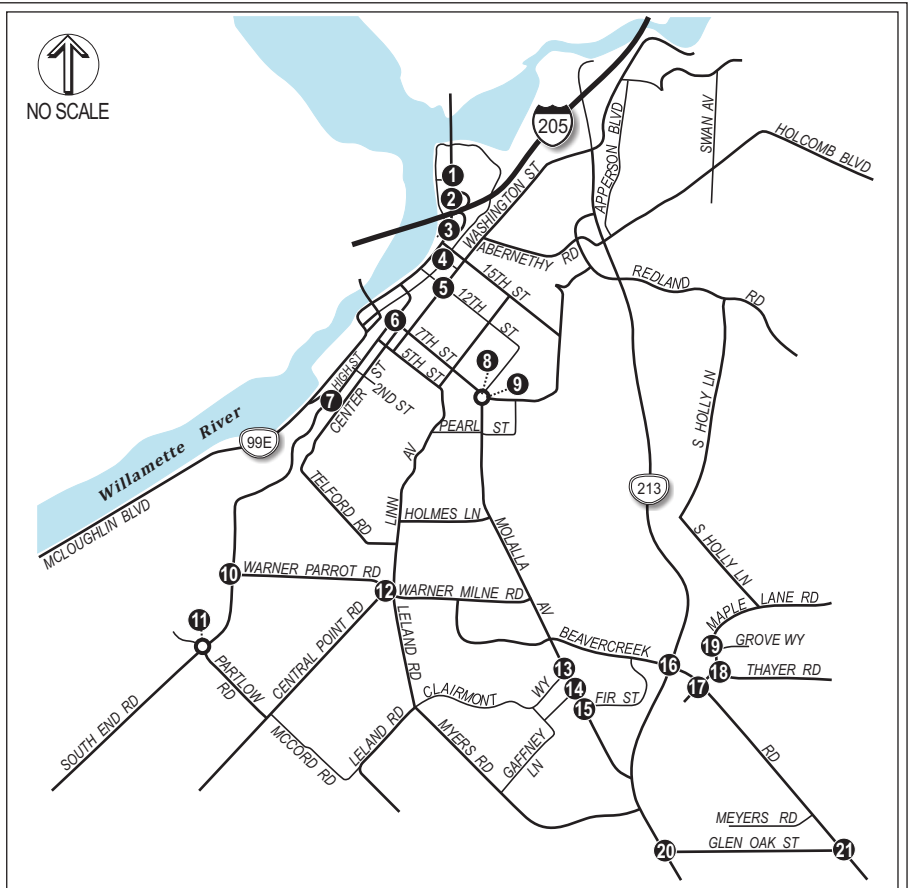 NO SCALE
205
APPERSON BLVD
SWAN AV
HOLCOMB BLVD
1
2
3
WASHINGTON ST
ABERNETHY RD
4
15TH ST
REDLAND RD
5
12TH ST
6
7TH ST
5TH ST
8
9
HIGH ST
2ND ST
CENTER ST
7
PEARL ST
S HOLLY LN
Willamette River
99E
213
MCLOUGHLIN BLVD
TELFORD RD
LINN AV
HOLMES LN
MOLALLA AV
S HOLLY LN
10
WARNER PARROT RD
12
WARNER MILNE RD
MAPLE LANE RD
11
CENTRAL POINT RD
LELAND RD
BEAVERCREEK RD
19
GROVE WY
13
16
18
THAYER RD
PARTLOW RD
CLAIRMONT WY
14
17
15
FIR ST
SOUTH END RD
MCCORD RD
LELAND RD
MYERS RD
GAFFNEY LN
MEYERS RD
20
GLEN OAK ST
21